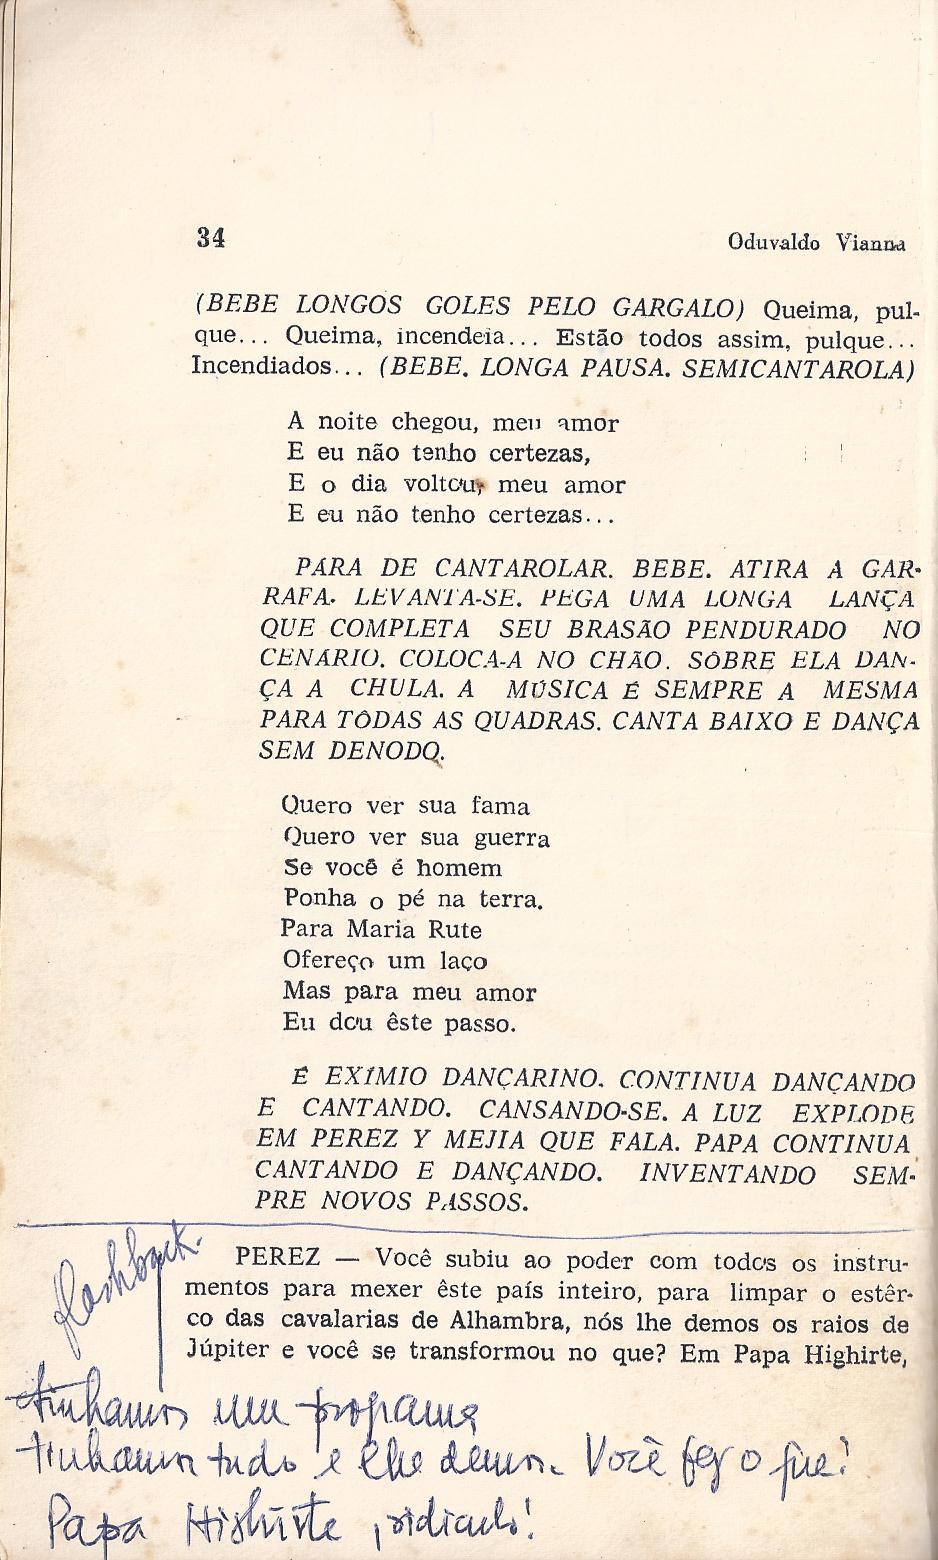 34 Oduvaldo Vianna
(BEBE LONGOS GOLES PELO GARGALO) Queima, pul-
que... Queima, incendeia... Estão todos assim, pulque...
Incendiados... (BEBE. LONGA PAUSA. SEMICANTAROLA)
A noite chegou, meu amor
E eu não tenho certezas,
E o dia voltou, meu amor
E eu não tenho certezas...
PÁRA DE CANTAROLAR. BEBE. ATIRA A GAR-
RAFA. LEVANTA-SE. PEGA UMA LONGA LANÇA
QUE COMPLETA SEU BRASÃO PENDURADO NO
CENÁRIO. COLOCA-A NO CHÃO. SÔBRE ELA DAN-
ÇA A CHULA. A MÚSICA É SEMPRE A MESMA
PARA TÔDAS AS QUADRAS. CANTA BAIXO E DANÇA
SEM DENODO.
Quero ver sua fama
Quero ver sua guerra
Se você é homem
Ponha o pé na terra.
Para Maria Rute
Ofereço um laço
Mas para meu amor
Eu dou êste passo.
É EXÍMIO DANÇARINO. CONTINUA DANÇANDO
E CANTANDO. CANSANDO-SE. A LUZ EXPLODE
EM PEREZ Y MEJIA QUE FALA. PAPA CONTINUA
CANTANDO E DANÇANDO. INVENTANDO SEM-
PRE NOVOS PASSOS.
flashback.
PEREZ — Você subiu ao poder com todos os instru-
mentos para mexer êste país inteiro, para limpar o estêr-
co das cavalarias de Alhambra, nós lhe demos os raios de
Júpiter e você se transformou no que? Em Papa Highirte,
tinhamos um programa
tinhamos tudo e lhe demos. Você fez o que?
Papa Highirte, ridiculo!